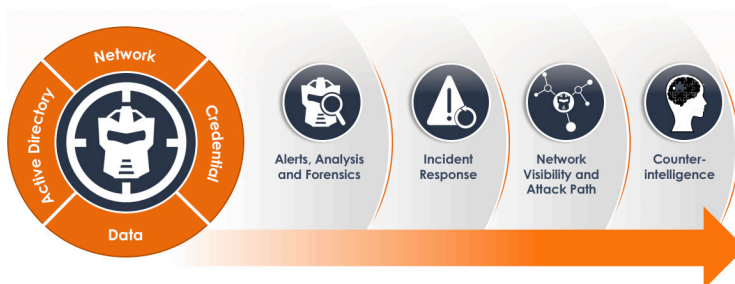 Network
Active Directory
Credential
Data
Alerts, Analysis
and Forensics
Incident
Response
Network
Visibility and
Attack Path
Counter-
intelligence